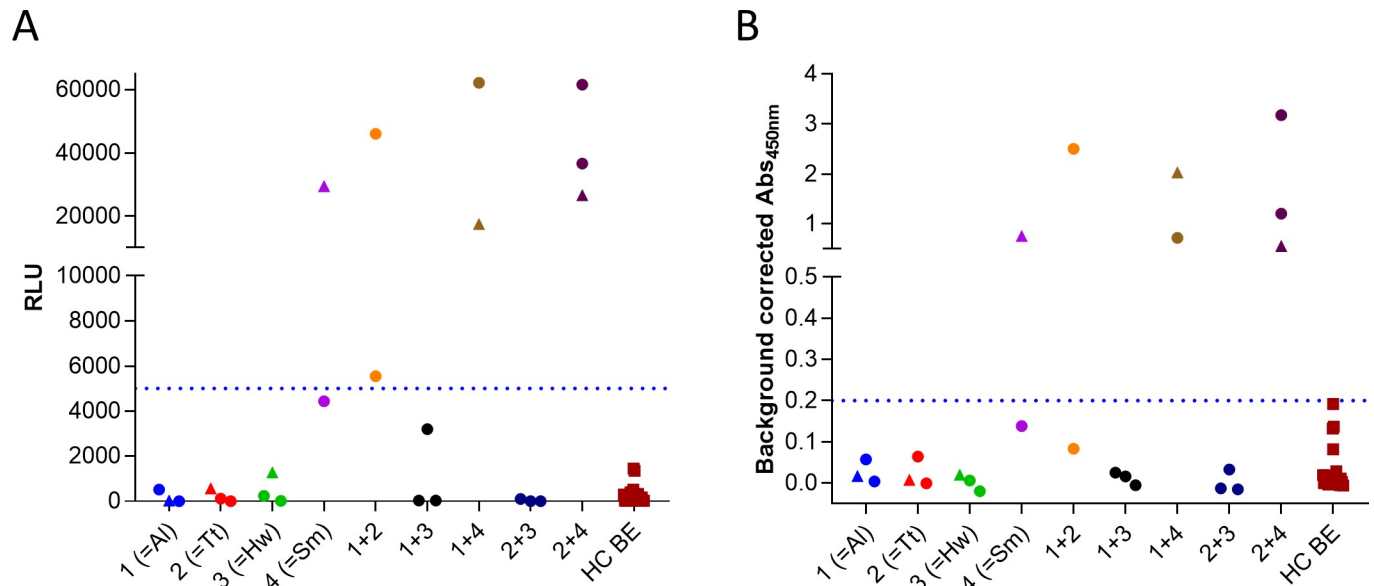 A
RLU
60000
40000
20000
10000
8000
6000
4000
2000
0
1 (=Al)
2 (=Tt)
3 (=Hw)
4 (=Sm)
1+2
1+3
1+4
2+3
2+4
HC BE
B
Background corrected Abs450nm
4
3
2
1
0.5
0.4
0.3
0.2
0.1
0.0
1 (=Al)
2 (=Tt)
3 (=Hw)
4 (=Sm)
1+2
1+3
1+4
2+3
2+4
HC BE